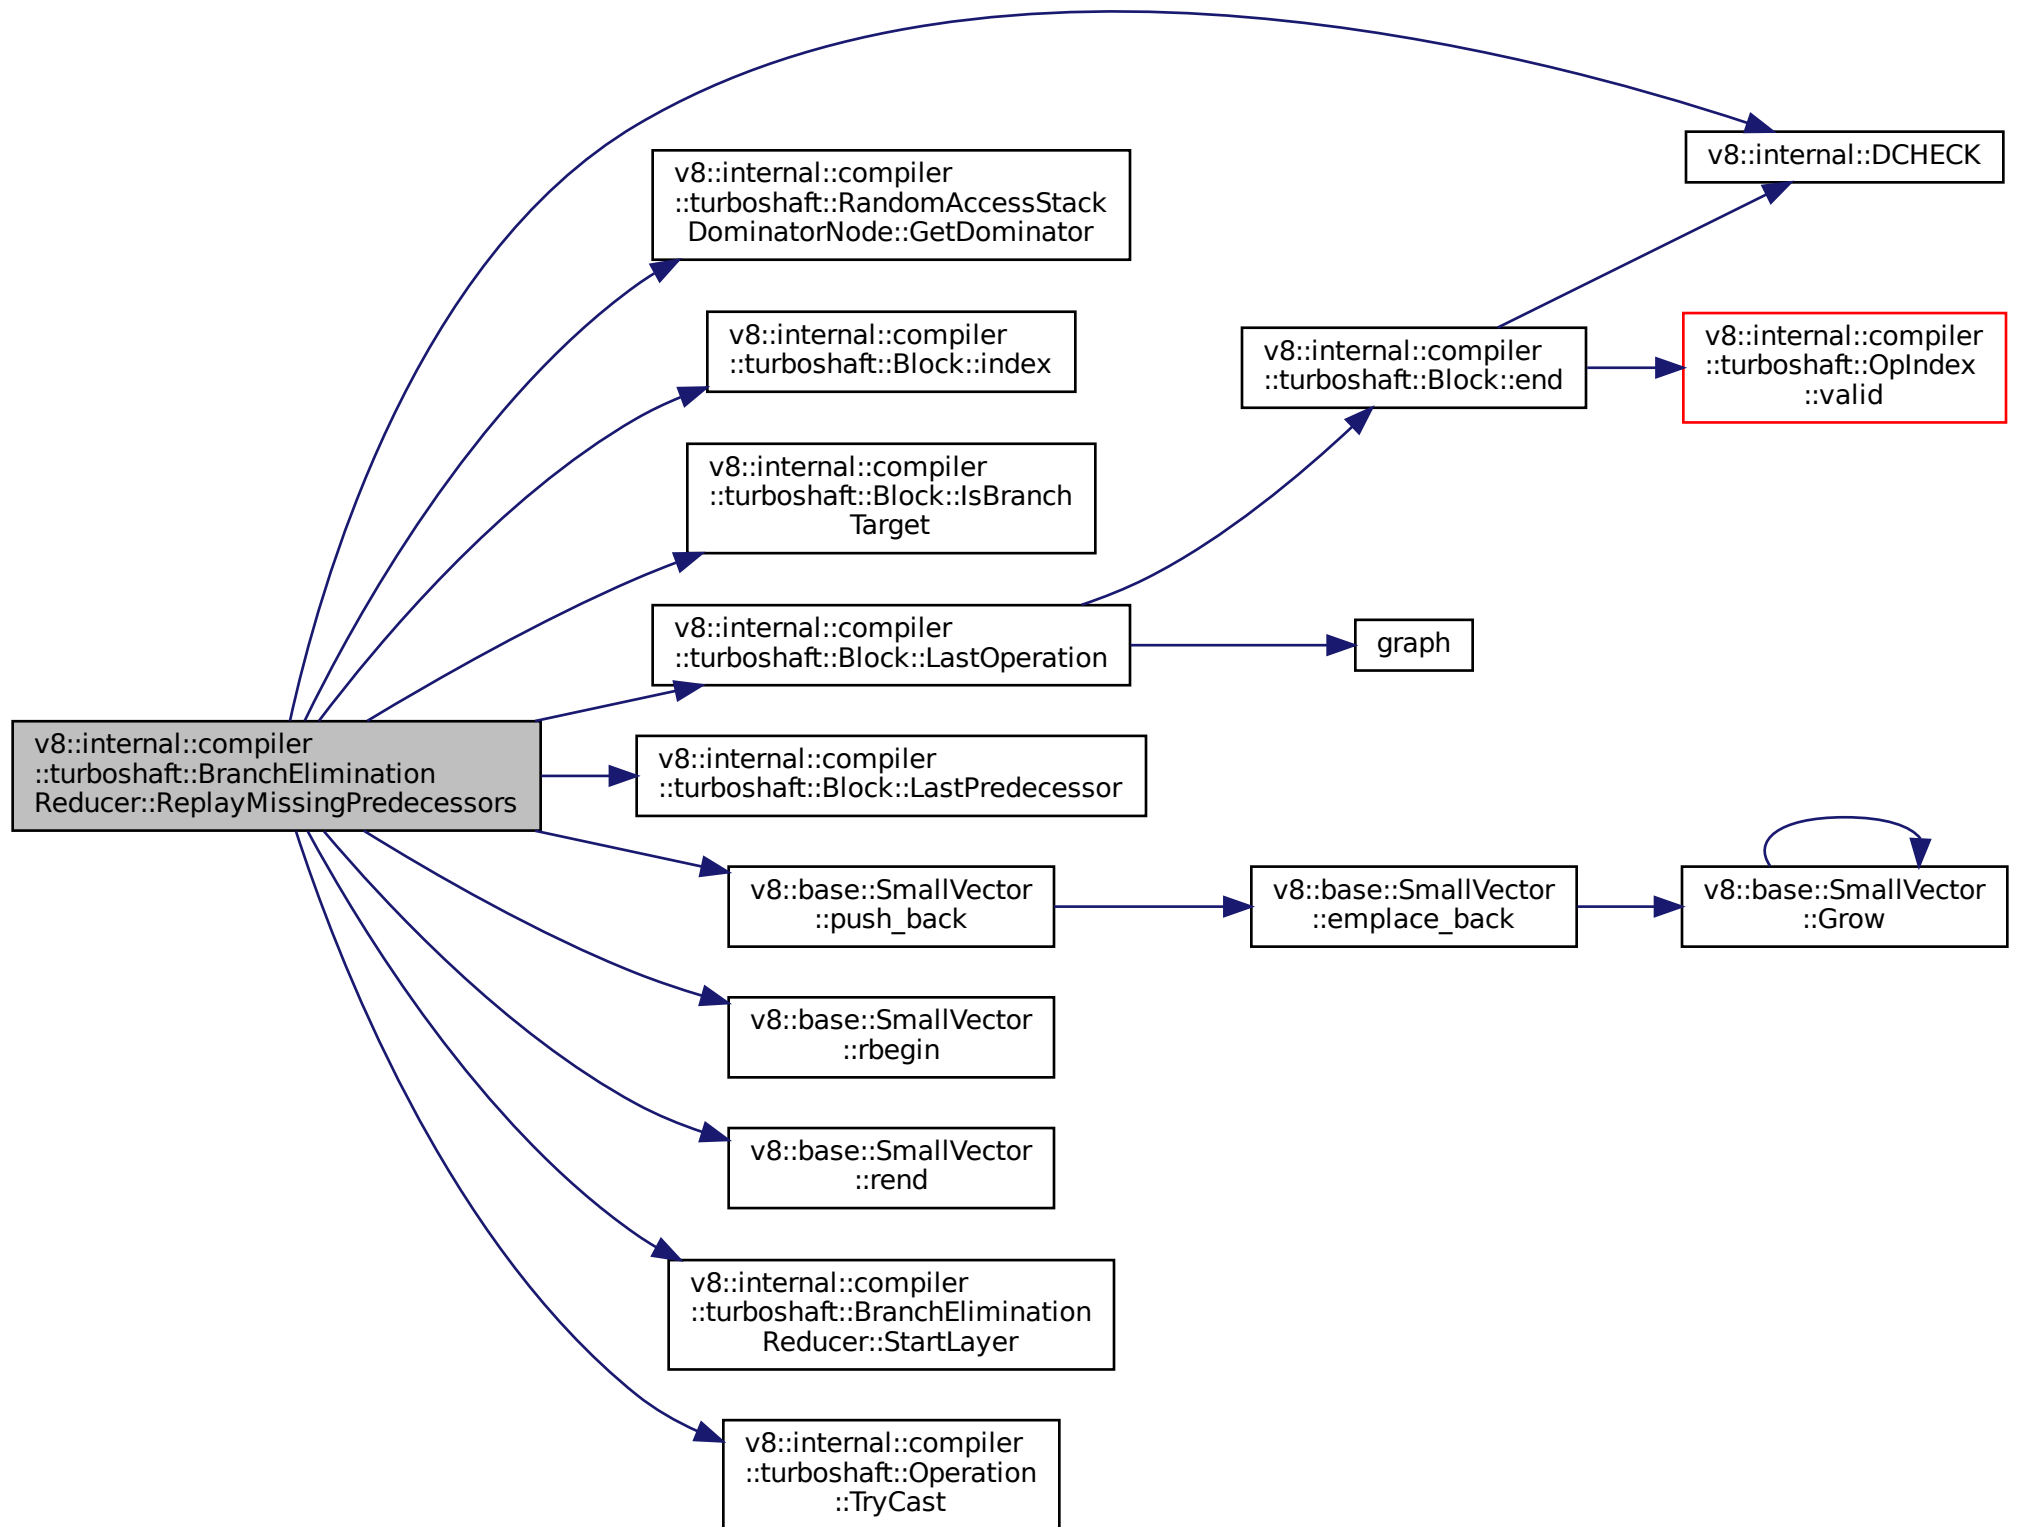 v8::internal::DCHECK
v8::internal::compiler
::turboshaft::RandomAccessStack
DominatorNode::GetDominator
v8::internal::compiler
::turboshaft::Block::index
v8::internal::compiler
::turboshaft::Block::end
v8::internal::compiler
::turboshaft::OpIndex
::valid
v8::internal::compiler
::turboshaft::Block::IsBranch
Target
v8::internal::compiler
::turboshaft::Block::LastOperation
graph
v8::internal::compiler
::turboshaft::BranchElimination
Reducer::ReplayMissingPredecessors
v8::internal::compiler
::turboshaft::Block::LastPredecessor
v8::base::SmallVector
::push_back
v8::base::SmallVector
::emplace_back
v8::base::SmallVector
::Grow
v8::base::SmallVector
::rbegin
v8::base::SmallVector
::rend
v8::internal::compiler
::turboshaft::BranchElimination
Reducer::StartLayer
v8::internal::compiler
::turboshaft::Operation
::TryCast